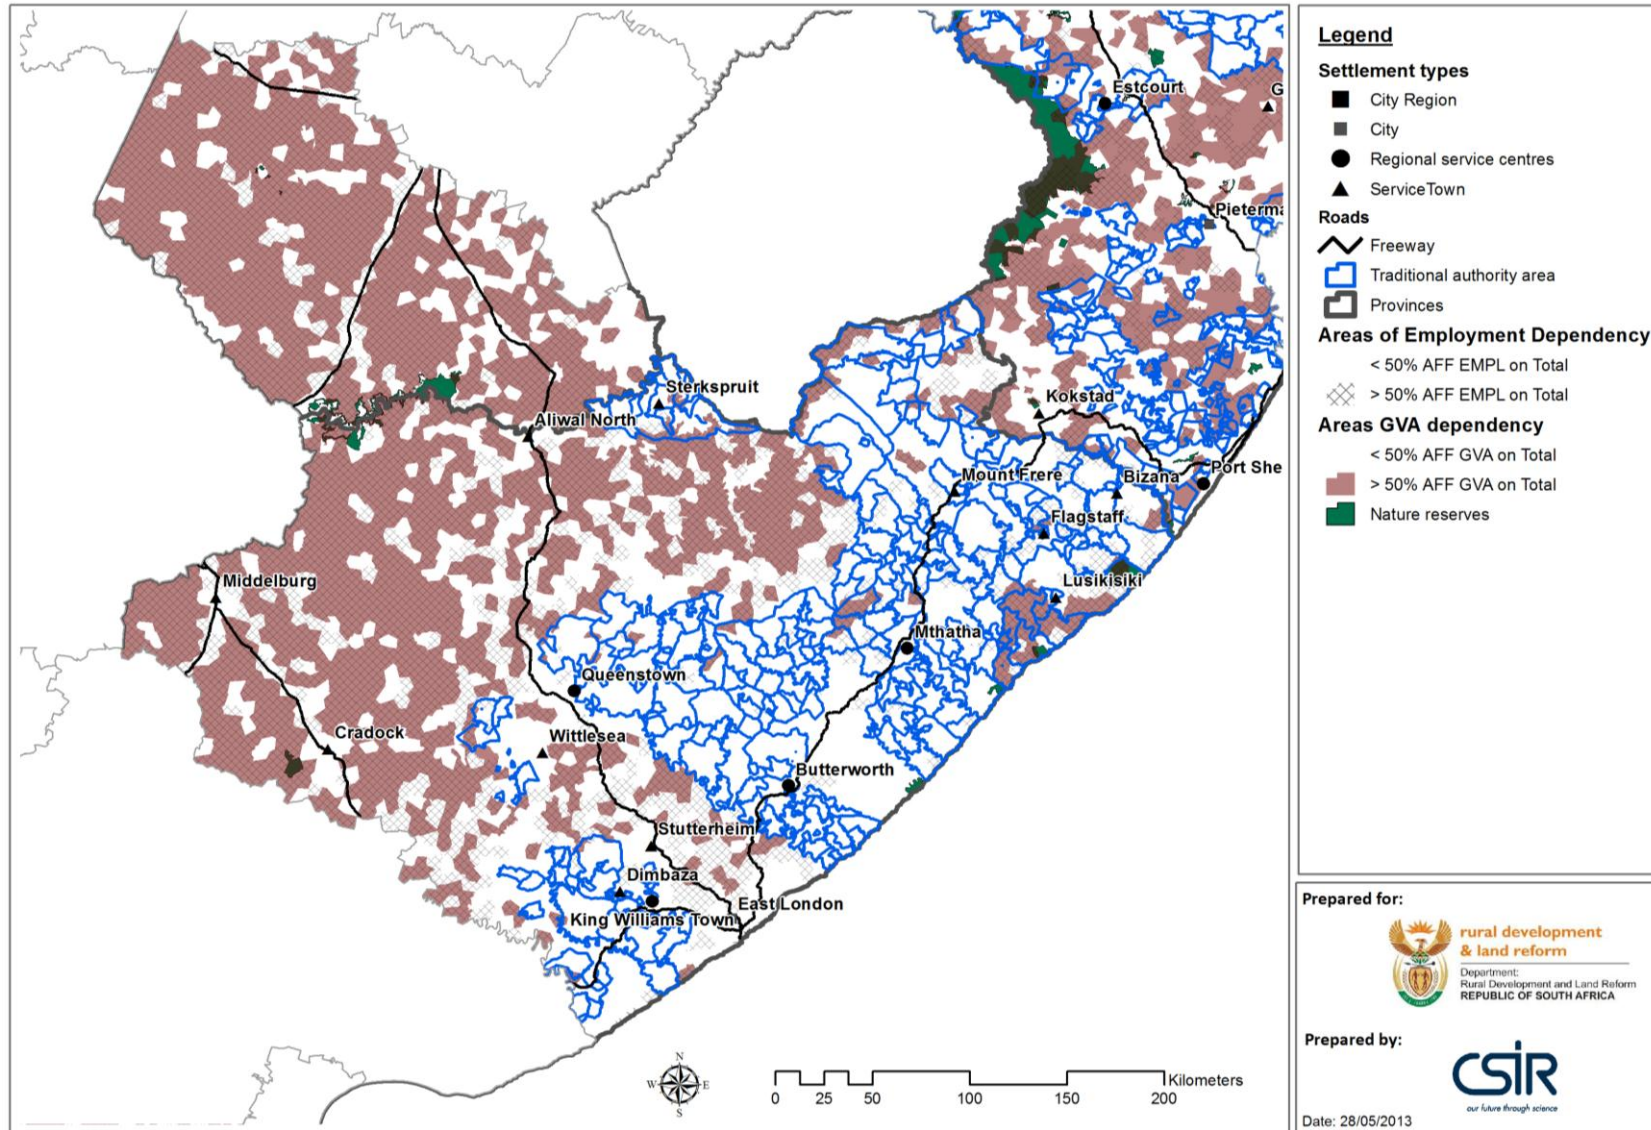 Estcourt
G
Pieterma
Sterkspruit
Kokstad
Aliwal North
Mount Frere
Bizana
Port She
Flagstaff
Middelburg
Lusikisiki
Mthatha
Queenstown
Cradock
Wittlesea
Butterworth
Stutterheim
Dimbaza
East London
King Williams Town
N
W
E
S
Kilometers
0 25 50 100 150 200
Legend
Settlement types
City Region
City
Regional service centres
ServiceTown
Roads
Freeway
Traditional authority area
Provinces
Areas of Employment Dependency
< 50% AFF EMPL on Total
> 50% AFF EMPL on Total
Areas GVA dependency
< 50% AFF GVA on Total
> 50% AFF GVA on Total
Nature reserves
Prepared for:
rural development
& land reform
Department:
Rural Development and Land Reform
REPUBLIC OF SOUTH AFRICA
Prepared by:
CSIR
our future through science
Date: 28/05/2013